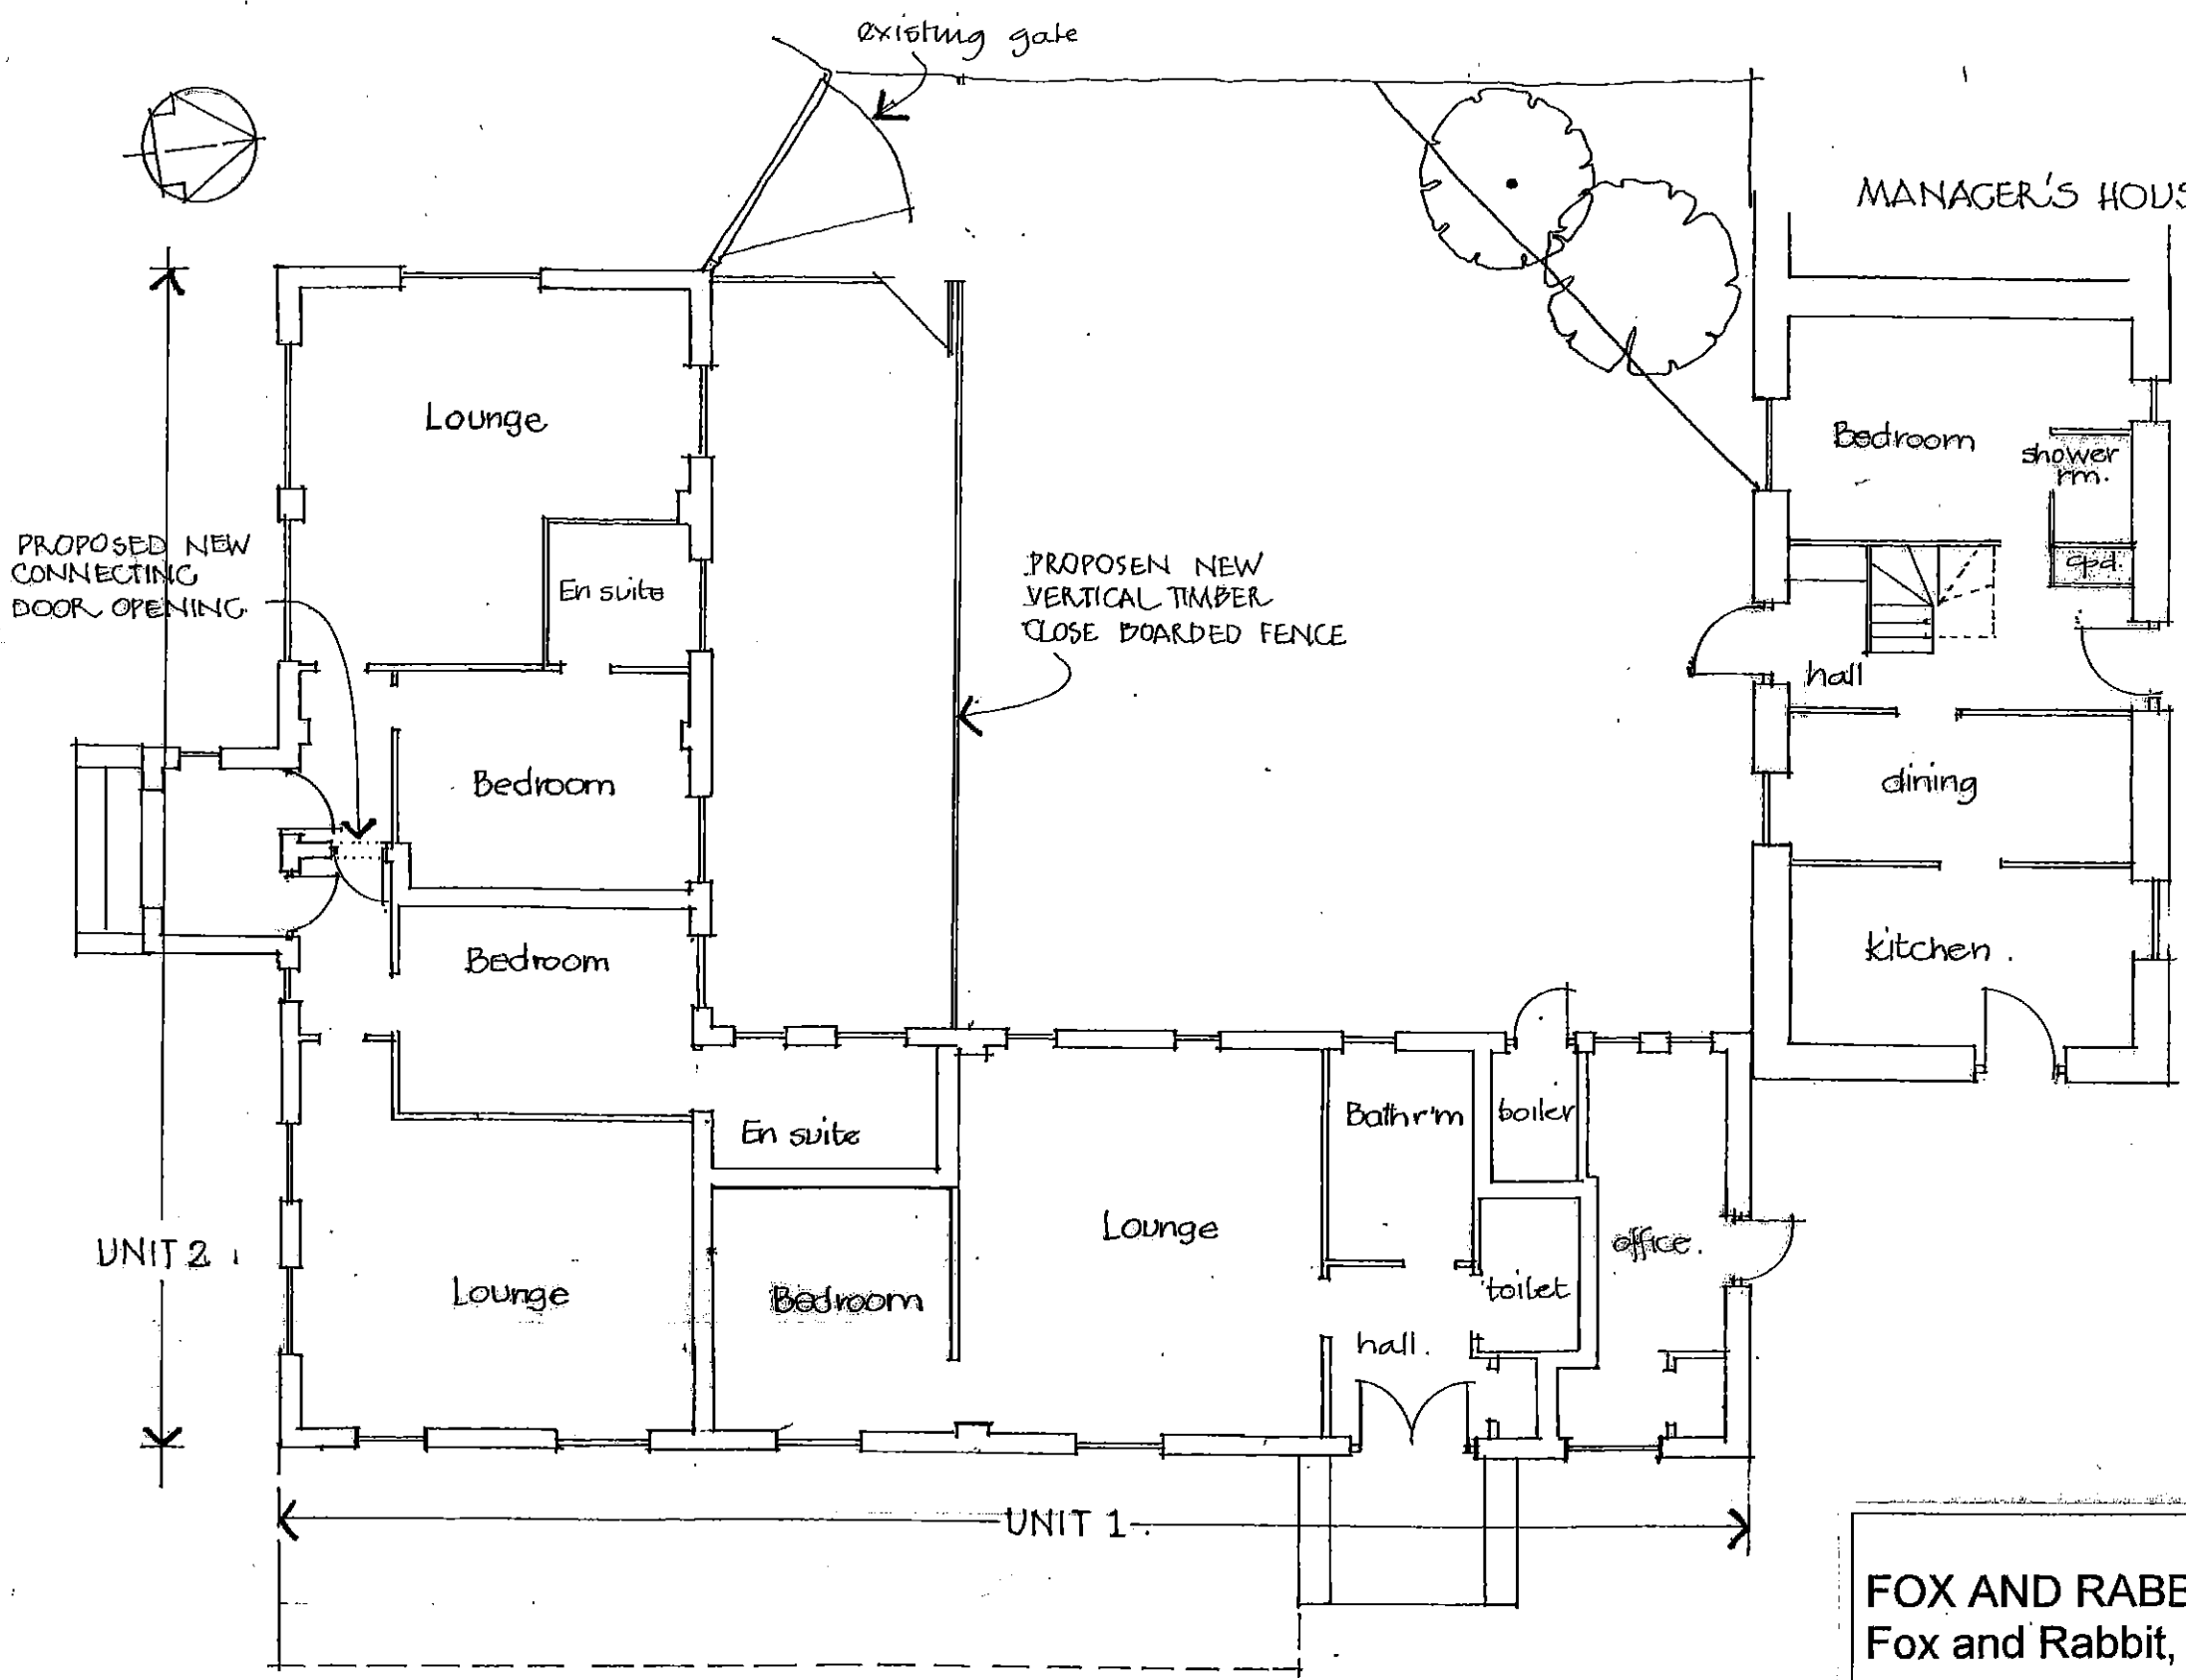 existing gate
MANAGER'S HOUS
Lounge
Bedroom
shower
rm.
PROPOSED NEW
CONNECTING
DOOR OPENING.
En suite
PROPOSEN NEW
VERTICAL TIMBER
CLOSE BOARDED FENCE
cpd.
hall
Bedroom
dining
Bedroom
kitchen.
En suite
Bathr'm
boiler
UNIT 2
Lounge
Bedroom
Lounge
office.
toilet
hall.
UNIT 1
FOX AND RABB
Fox and Rabbit,